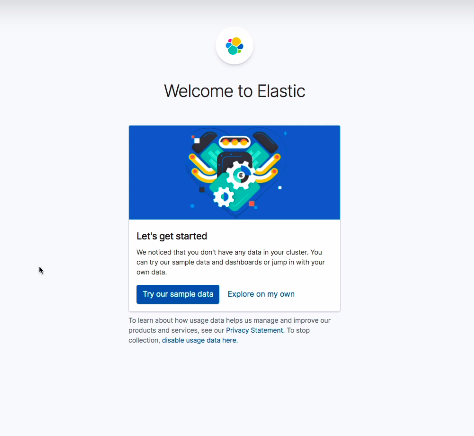 Welcome to Elastic
Let's get started
We noticed that you don't have any data in your cluster. You
can try our sample data and dashboards or jump in with your
own data.
Try our sample data
Explore on my own
To learn about how usage data helps us manage and improve our
products and services, see our Privacy Statement. To stop
collection, disable usage data here.